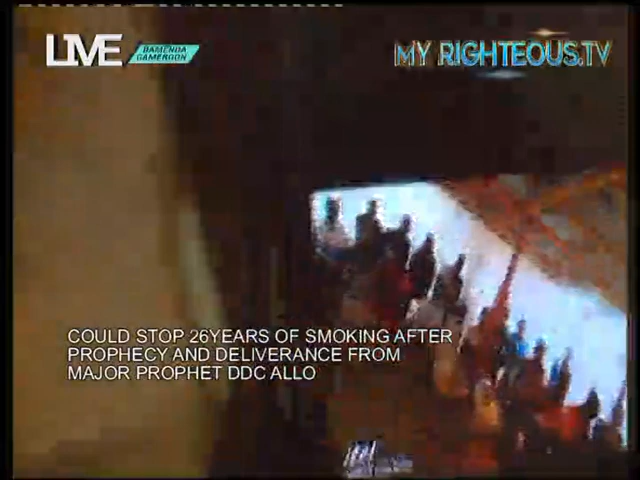 LIVE
BAMENDA
CAMEROON
MY RIGHTEOUS.TV
COULD STOP 26YEARS OF SMOKING AFTER
PROPHECY AND DELIVERANCE FROM
MAJOR PROPHET DDC ALLO